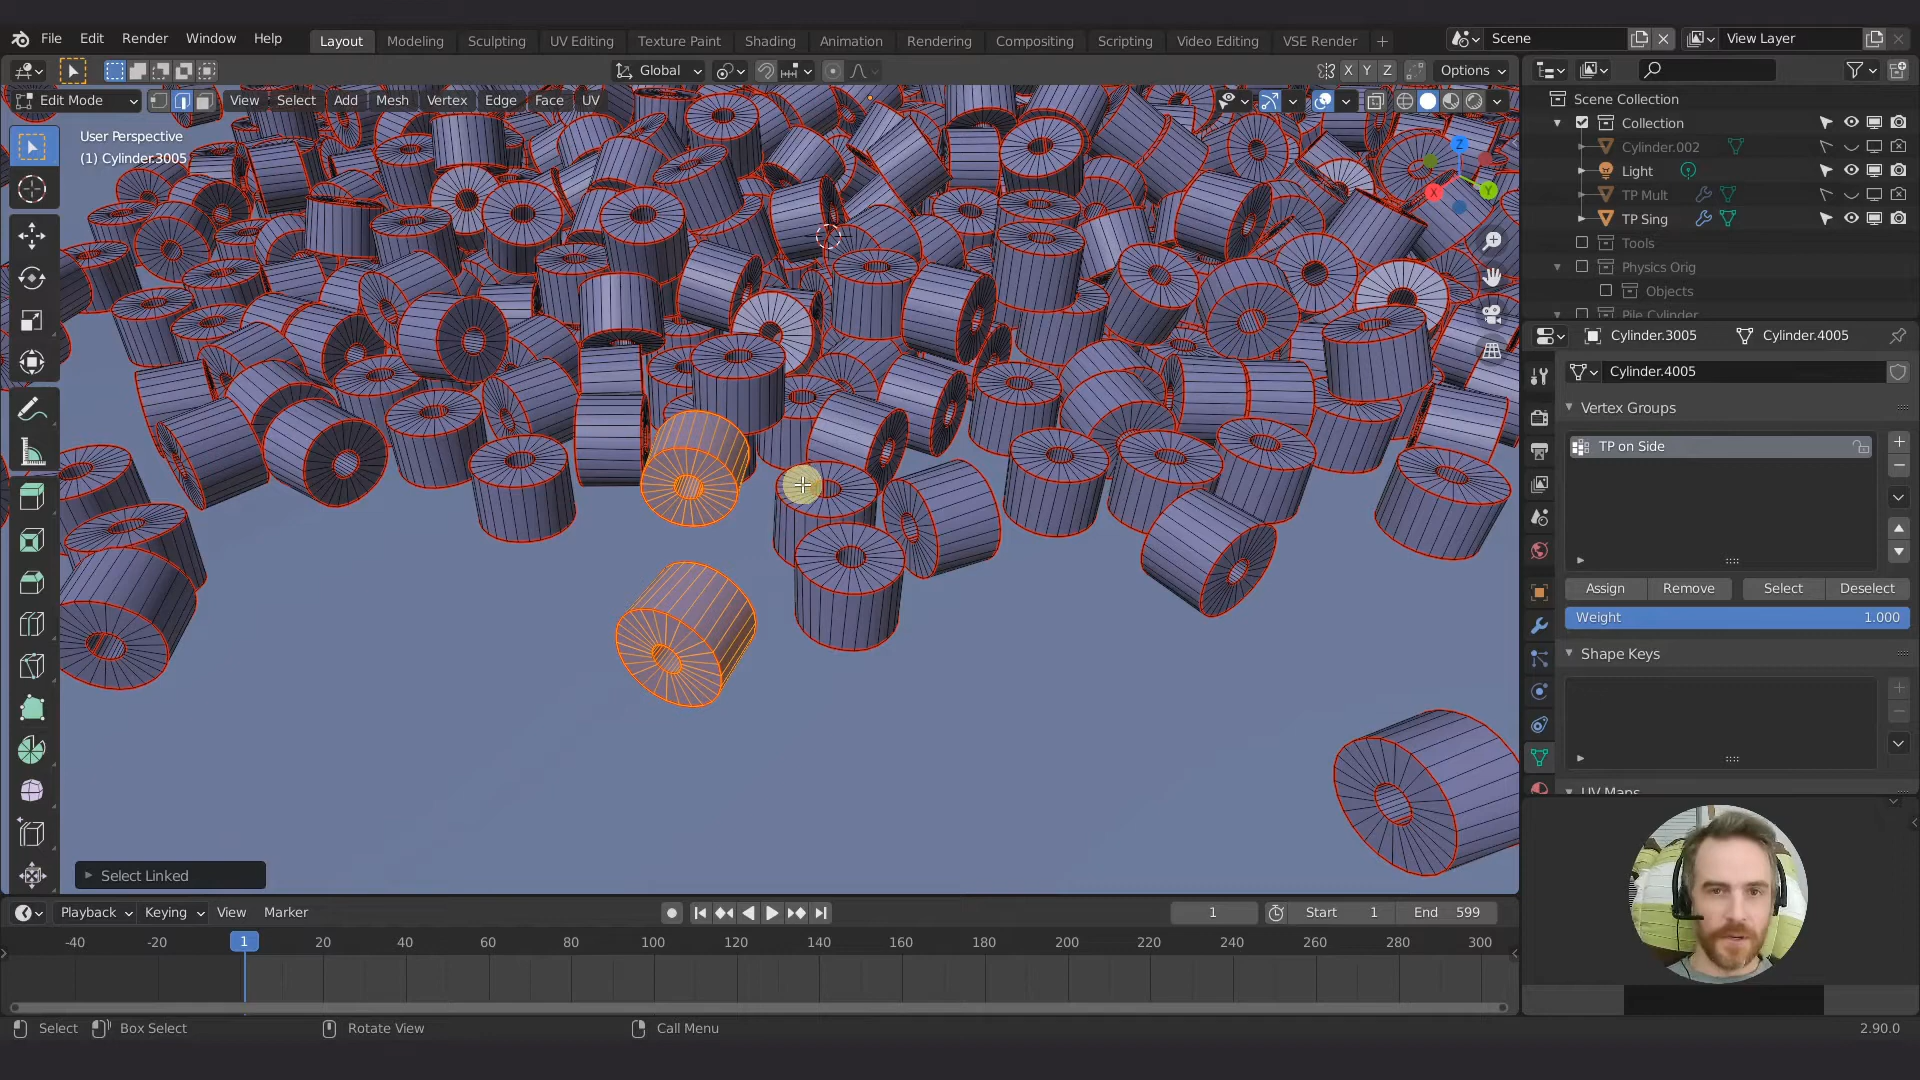 File Edit Render Window Help Layout Modeling Sculpting UV Editing Texture Paint Shading Animation Rendering Compositing Scripting Video Editing VSE Render + Scene View Layer
Global X Y Z Options
Edit Mode View Select Add Mesh Vertex Edge Face UV
User Perspective
(1) Cylinder.3005
Z
Y
X
Select Linked
Scene Collection
Collection
Cylinder.002
Light
TP Mult
TP Sing
Tools
Physics Orig
Objects
Pile Cylinder
Cylinder.3005 Cylinder.4005
Cylinder.4005
Vertex Groups
TP on Side
Assign Remove Select Deselect
Weight 1.000
Shape Keys
UV Maps
Playback Keying View Marker 1 Start 1 End 599
-40 -20 1 20 40 60 80 100 120 140 160 180 200 220 240 260 280 300
Select Box Select Rotate View Call Menu 2.90.0